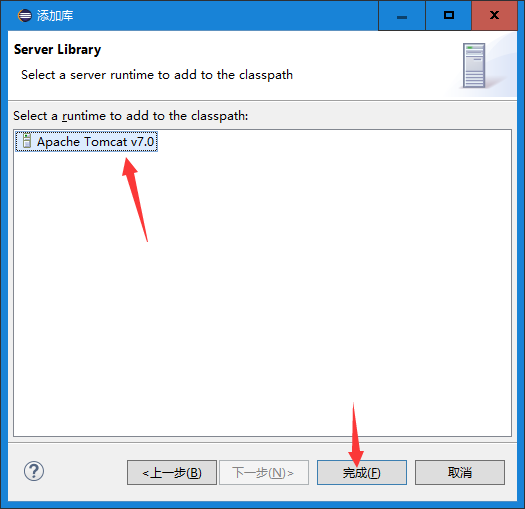 添加库
Server Library
Select a server runtime to add to the classpath
Select a runtime to add to the classpath:
Apache Tomcat v7.0
?
<上一步(B)
下一步(N)>
完成(F)
取消